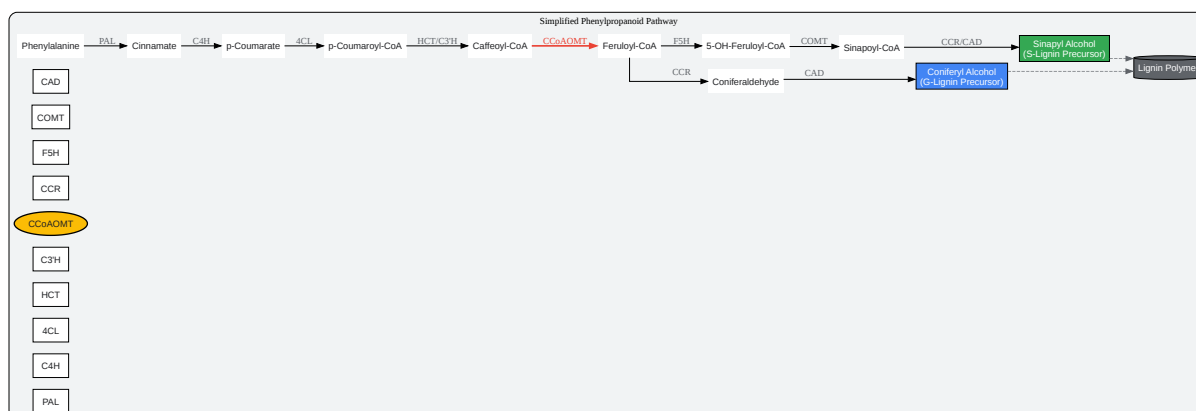 Simplified Phenylpropanoid Pathway
Phenylalanine PAL Cinnamate C4H p-Coumarate 4CL p-Coumaroyl-CoA HCT/C3'H Caffeoyl-CoA CCoAOMT Feruloyl-CoA F5H 5-OH-Feruloyl-CoA COMT Sinapoyl-CoA CCR/CAD Sinapyl Alcohol
(S-Lignin Precursor)
Lignin Polymer
CCR Coniferaldehyde CAD Coniferyl Alcohol
(G-Lignin Precursor)
CAD
COMT
F5H
CCR
CCoAOMT
C3'H
HCT
4CL
C4H
PAL